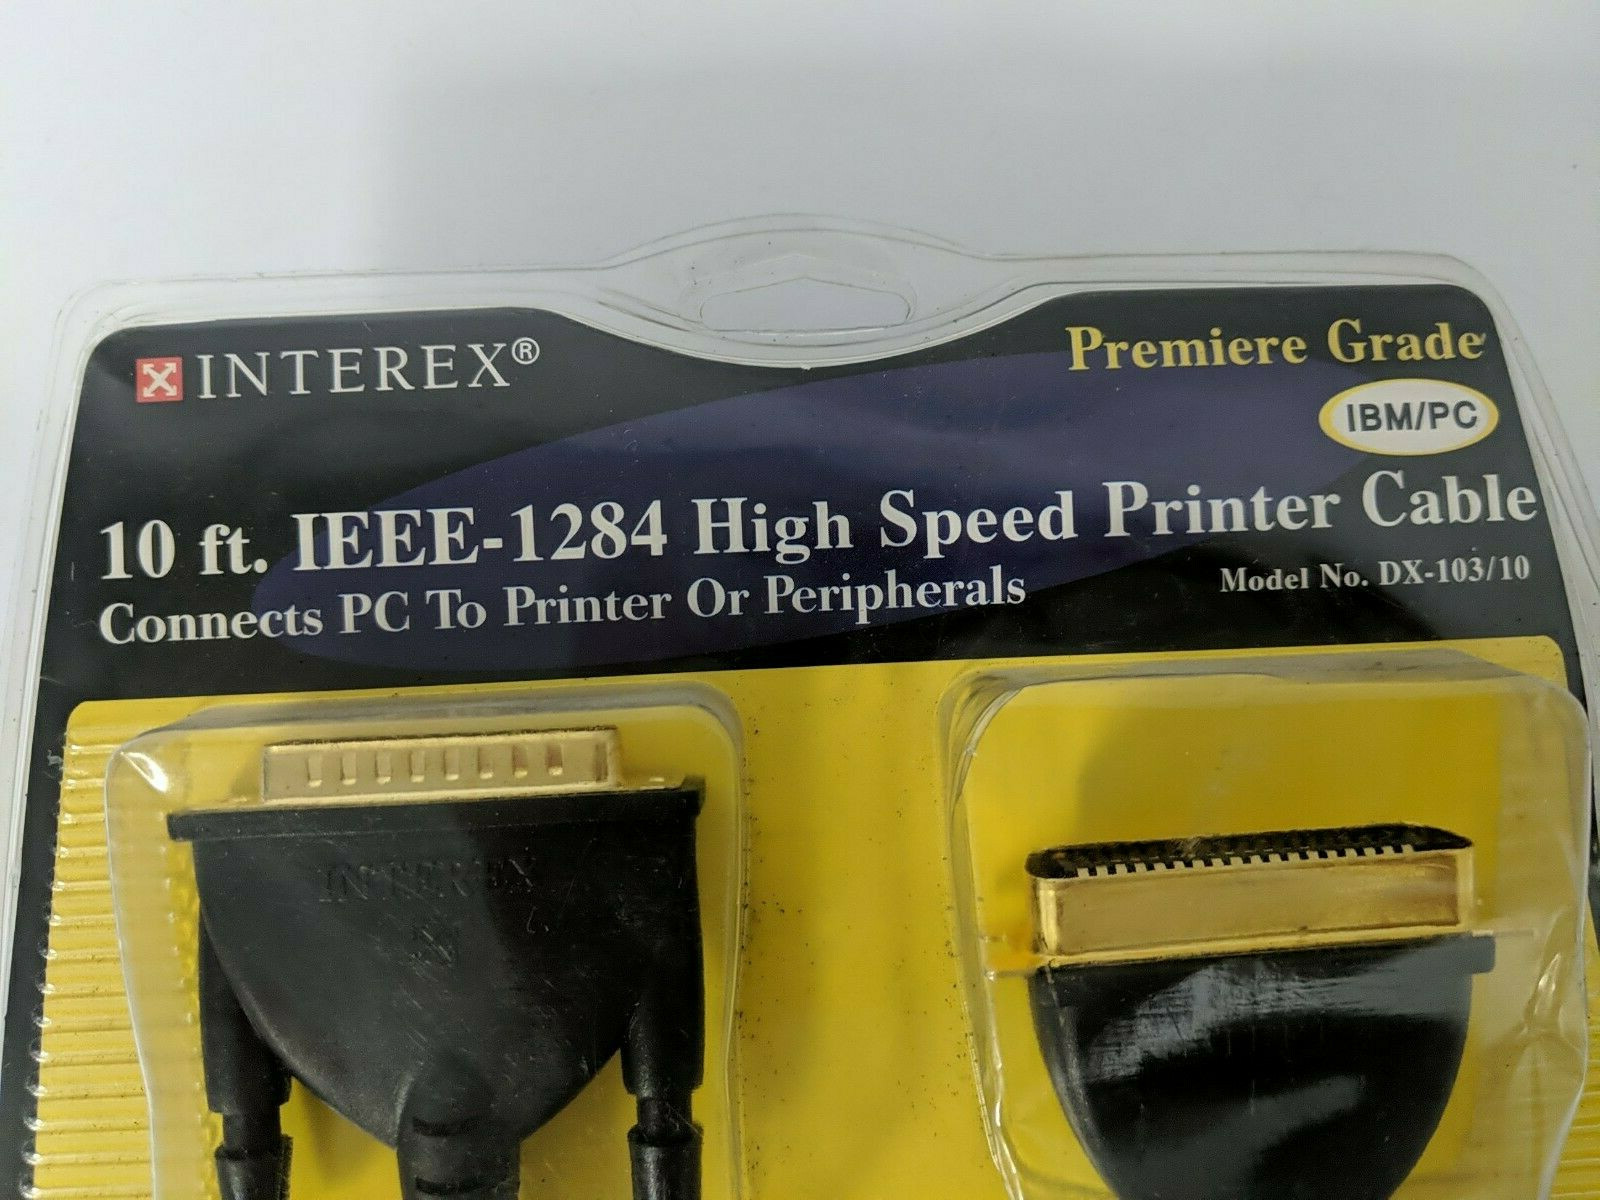 INTEREX®
Premiere Grade
IBM/PC
10 ft. IEEE-1284 High Speed Printer Cable
Connects PC To Printer Or Peripherals
Model No. DX-103/10
INTEREX